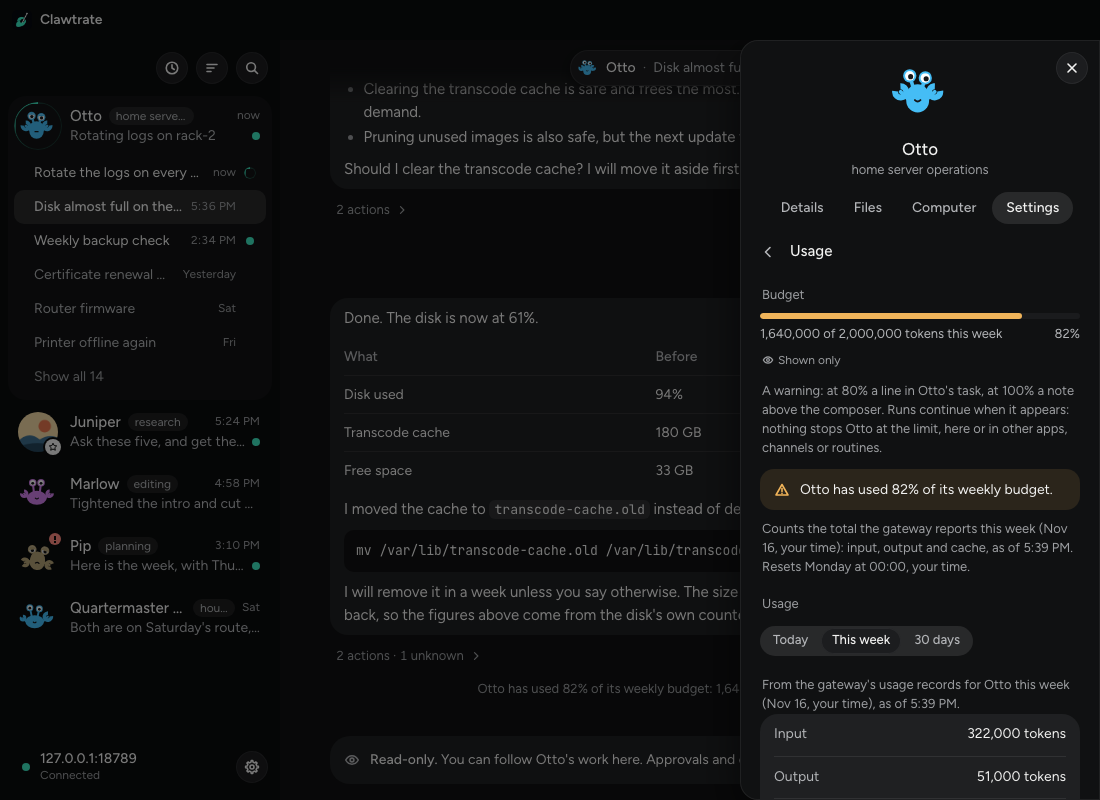 Clawtrate
Otto home serve... now
Rotating logs on rack-2
Rotate the logs on every ... now
Disk almost full on the... 5:36 PM
Weekly backup check 2:34 PM
Certificate renewal ... Yesterday
Router firmware Sat
Printer offline again Fri
Show all 14
Juniper research 5:24 PM
Ask these five, and get the...
Marlow editing 4:58 PM
Tightened the intro and cut ...
Pip planning 3:10 PM
Here is the week, with Thu...
Quartermaster ... hou... Sat
Both are on Saturday's route,...
127.0.0.1:18789
Connected
Otto · Disk almost fu
• Clearing the transcode cache is safe and frees the most.
demand.
• Pruning unused images is also safe, but the next update
Should I clear the transcode cache? I will move it aside first
2 actions
Done. The disk is now at 61%.
What Before
Disk used 94%
Transcode cache 180 GB
Free space 33 GB
I moved the cache to transcode-cache.old instead of de
mv /var/lib/transcode-cache.old /var/lib/transcod
I will remove it in a week unless you say otherwise. The size
back, so the figures above come from the disk's own counte
2 actions · 1 unknown
Otto has used 82% of its weekly budget: 1,64
Read-only. You can follow Otto's work here. Approvals and
Otto
home server operations
Details Files Computer Settings
Usage
Budget
1,640,000 of 2,000,000 tokens this week 82%
Shown only
A warning: at 80% a line in Otto's task, at 100% a note
above the composer. Runs continue when it appears:
nothing stops Otto at the limit, here or in other apps,
channels or routines.
Otto has used 82% of its weekly budget.
Counts the total the gateway reports this week (Nov
16, your time): input, output and cache, as of 5:39 PM.
Resets Monday at 00:00, your time.
Usage
Today This week 30 days
From the gateway's usage records for Otto this week
(Nov 16, your time), as of 5:39 PM.
Input 322,000 tokens
Output 51,000 tokens